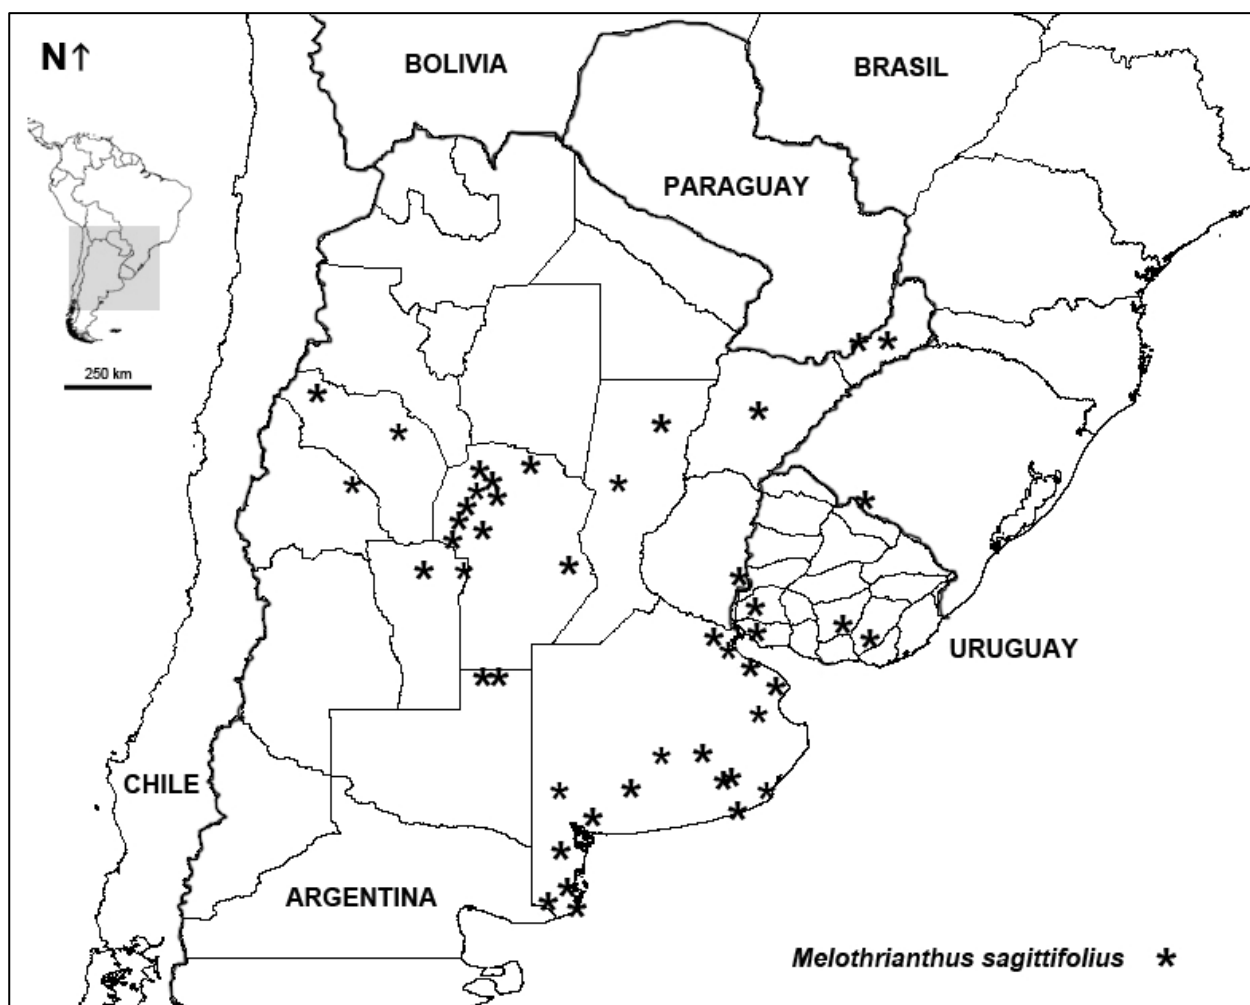 N↑
BOLIVIA
BRASIL
PARAGUAY
250 km
URUGUAY
CHILE
ARGENTINA
Melothrianthus sagittifolius *